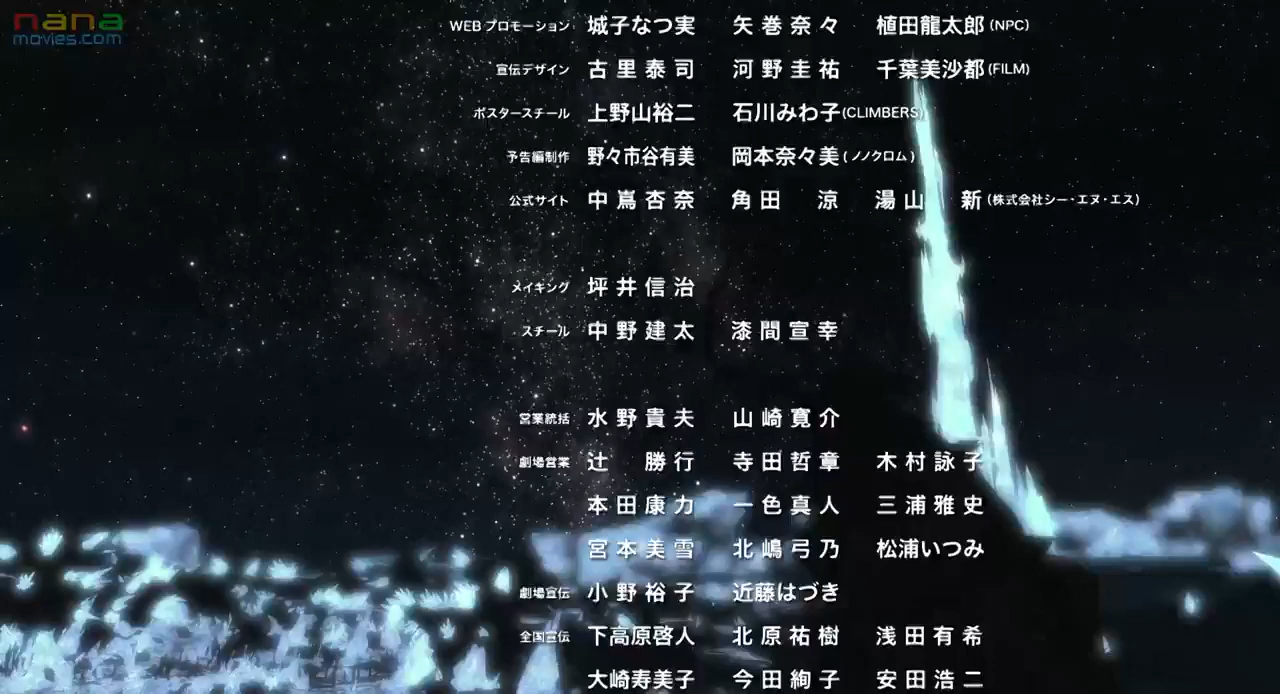 nana
movies.com
WEBプロモーション 城子なつ実 矢巻奈々 植田龍太郎(NPC)
宣伝デザイン 古里泰司 河野圭祐 千葉美沙都(FILM)
ポスタースチール 上野山裕二 石川みわ子(CLIMBERS)
予告編制作 野々市谷有美 岡本奈々美(ノノクロム)
公式サイト 中嶌杏奈 角田涼 湯山新(株式会社シー・エヌ・エス)
メイキング 坪井信治
スチール 中野建太 漆間宣幸
営業統括 水野貴夫 山崎寛介
劇場営業 辻勝行 寺田哲章 木村詠子
本田康力 一色真人 三浦雅史
宮本美雪 北嶋弓乃 松浦いつみ
劇場宣伝 小野裕子 近藤はづき
全国宣伝 下高原啓人 北原祐樹 浅田有希
大崎寿美子 今田絢子 安田浩二